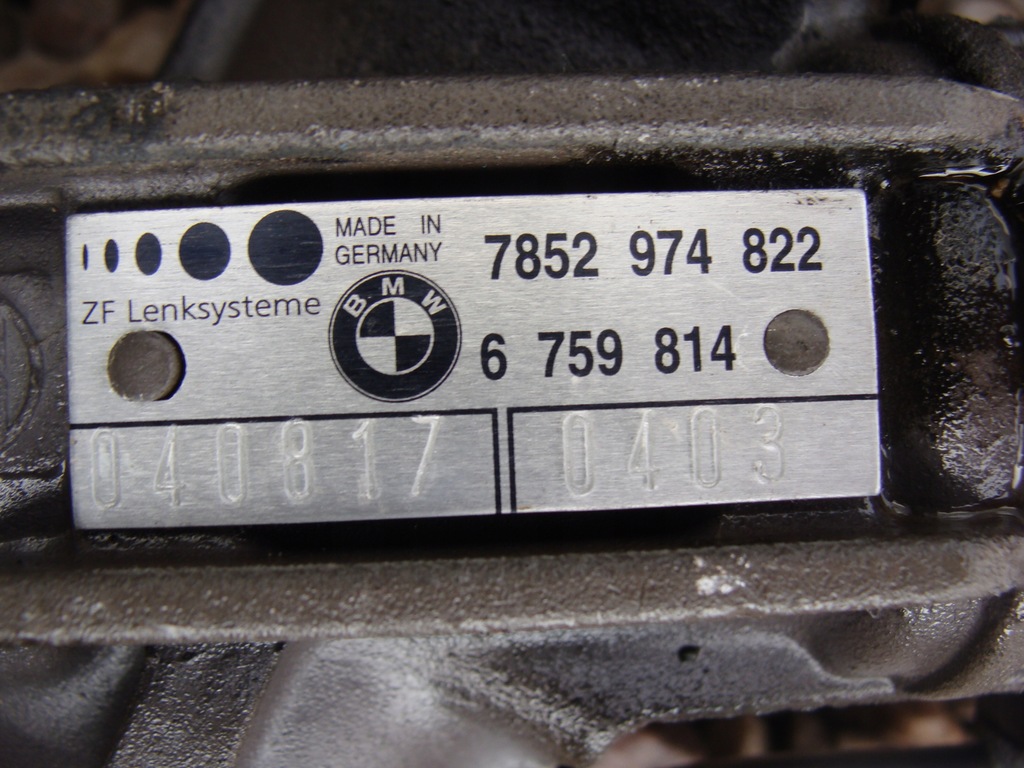 MADE IN
GERMANY
7852 974 822
ZF Lenksysteme
BMW
6 759 814
040817 0403